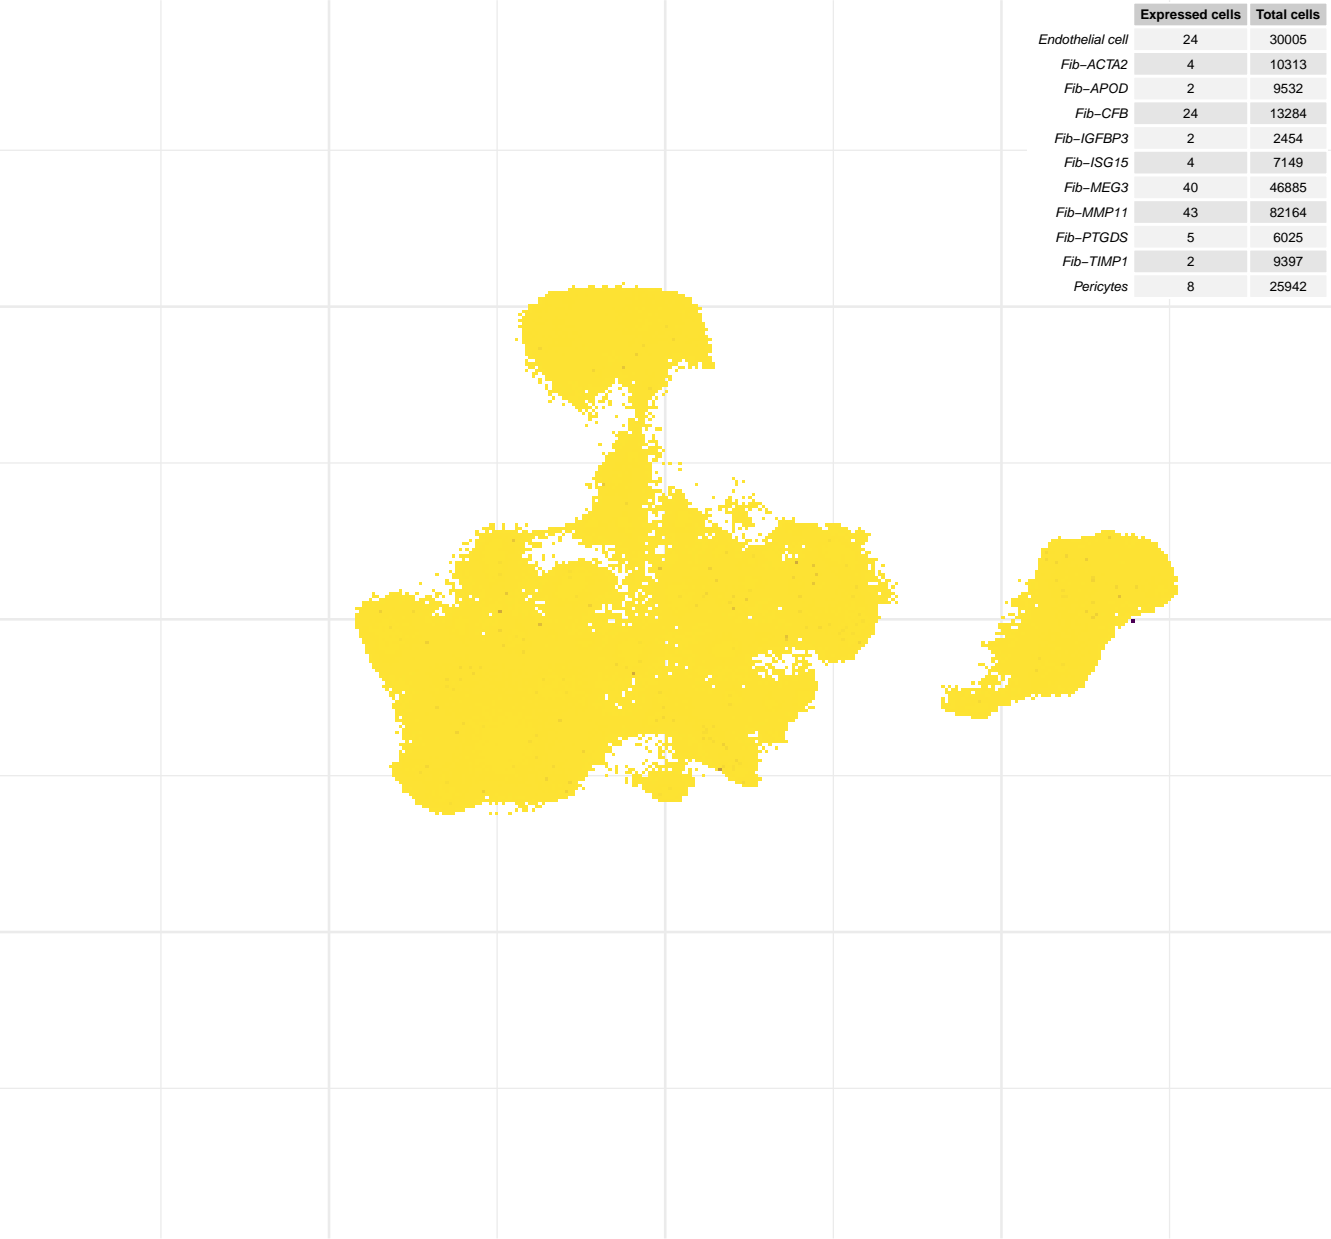 Expressed cells Total cells
Endothelial cell 24 30005
Fib−ACTA2 4 10313
Fib−APOD 2 9532
Fib−CFB 24 13284
Fib−IGFBP3 2 2454
Fib−ISG15 4 7149
Fib−MEG3 40 46885
Fib−MMP11 43 82164
Fib−PTGDS 5 6025
Fib−TIMP1 2 9397
Pericytes 8 25942